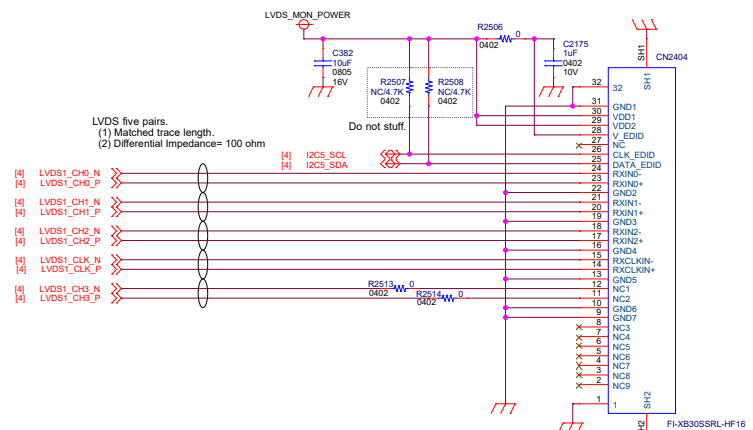 LVDS_MON_POWER
R2506
0
0402
C382
10uF
0805
16V
C2175
1uF
0402
10V
SH1
SH1
CN2404
R2507
NC/4.7K
0402
R2508
NC/4.7K
0402
Do not stuff.
LVDS five pairs.
(1) Matched trace length.
(2) Differential Impedance= 100 ohm
[4] I2C5_SCL
[4] I2C5_SDA
[4] LVDS1_CH0_N
[4] LVDS1_CH0_P
[4] LVDS1_CH1_N
[4] LVDS1_CH1_P
[4] LVDS1_CH2_N
[4] LVDS1_CH2_P
[4] LVDS1_CLK_N
[4] LVDS1_CLK_P
[4] LVDS1_CH3_N
[4] LVDS1_CH3_P
R2513 0
0402
R2514 0
0402
32 32
31 GND1
30 VDD1
29 VDD2
28 V_EDID
27 NC
26 CLK_EDID
25 DATA_EDID
24 RXIN0-
23 RXIN0+
22 GND2
21 RXIN1-
20 RXIN1+
19 GND3
18 RXIN2-
17 RXIN2+
16 GND4
15 RXCLKIN-
14 RXCLKIN+
13 GND5
12 NC1
11 NC2
10 GND6
9 GND7
8 NC3
7 NC4
6 NC5
5 NC6
4 NC7
3 NC8
2 NC9
1 1
SH2
H2
FI-XB30SSRL-HF16